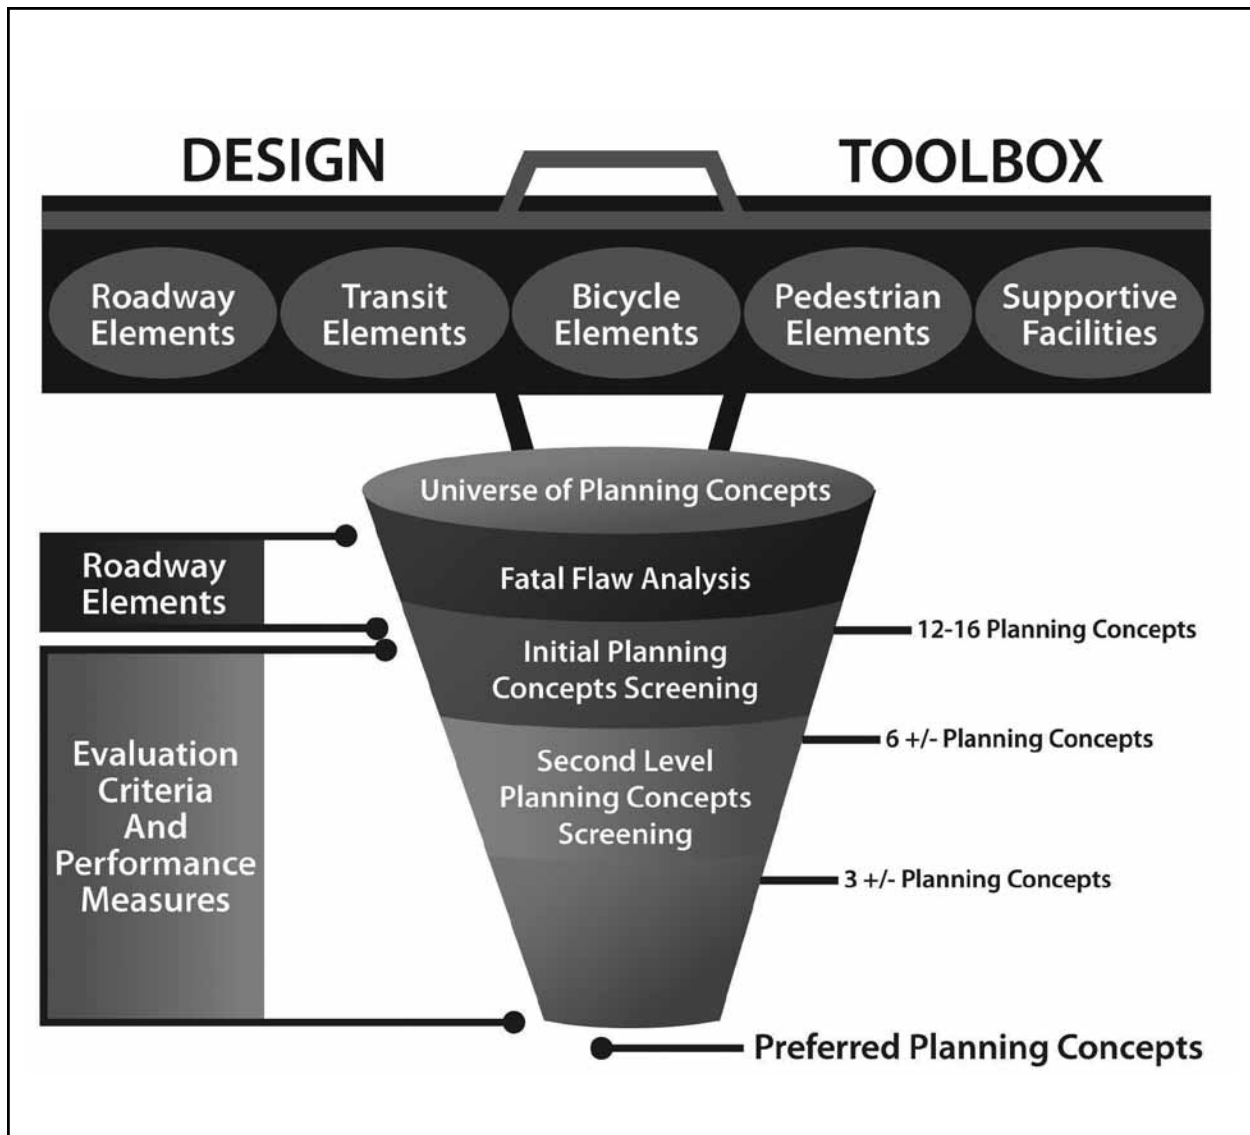 DESIGN TOOLBOX
Roadway
Elements
Transit
Elements
Bicycle
Elements
Pedestrian
Elements
Supportive
Facilities
Universe of Planning Concepts
Roadway
Elements
Fatal Flaw Analysis
12-16 Planning Concepts
Initial Planning
Concepts Screening
6 +/- Planning Concepts
Evaluation
Criteria
And
Performance
Measures
Second Level
Planning Concepts
Screening
3 +/- Planning Concepts
Preferred Planning Concepts